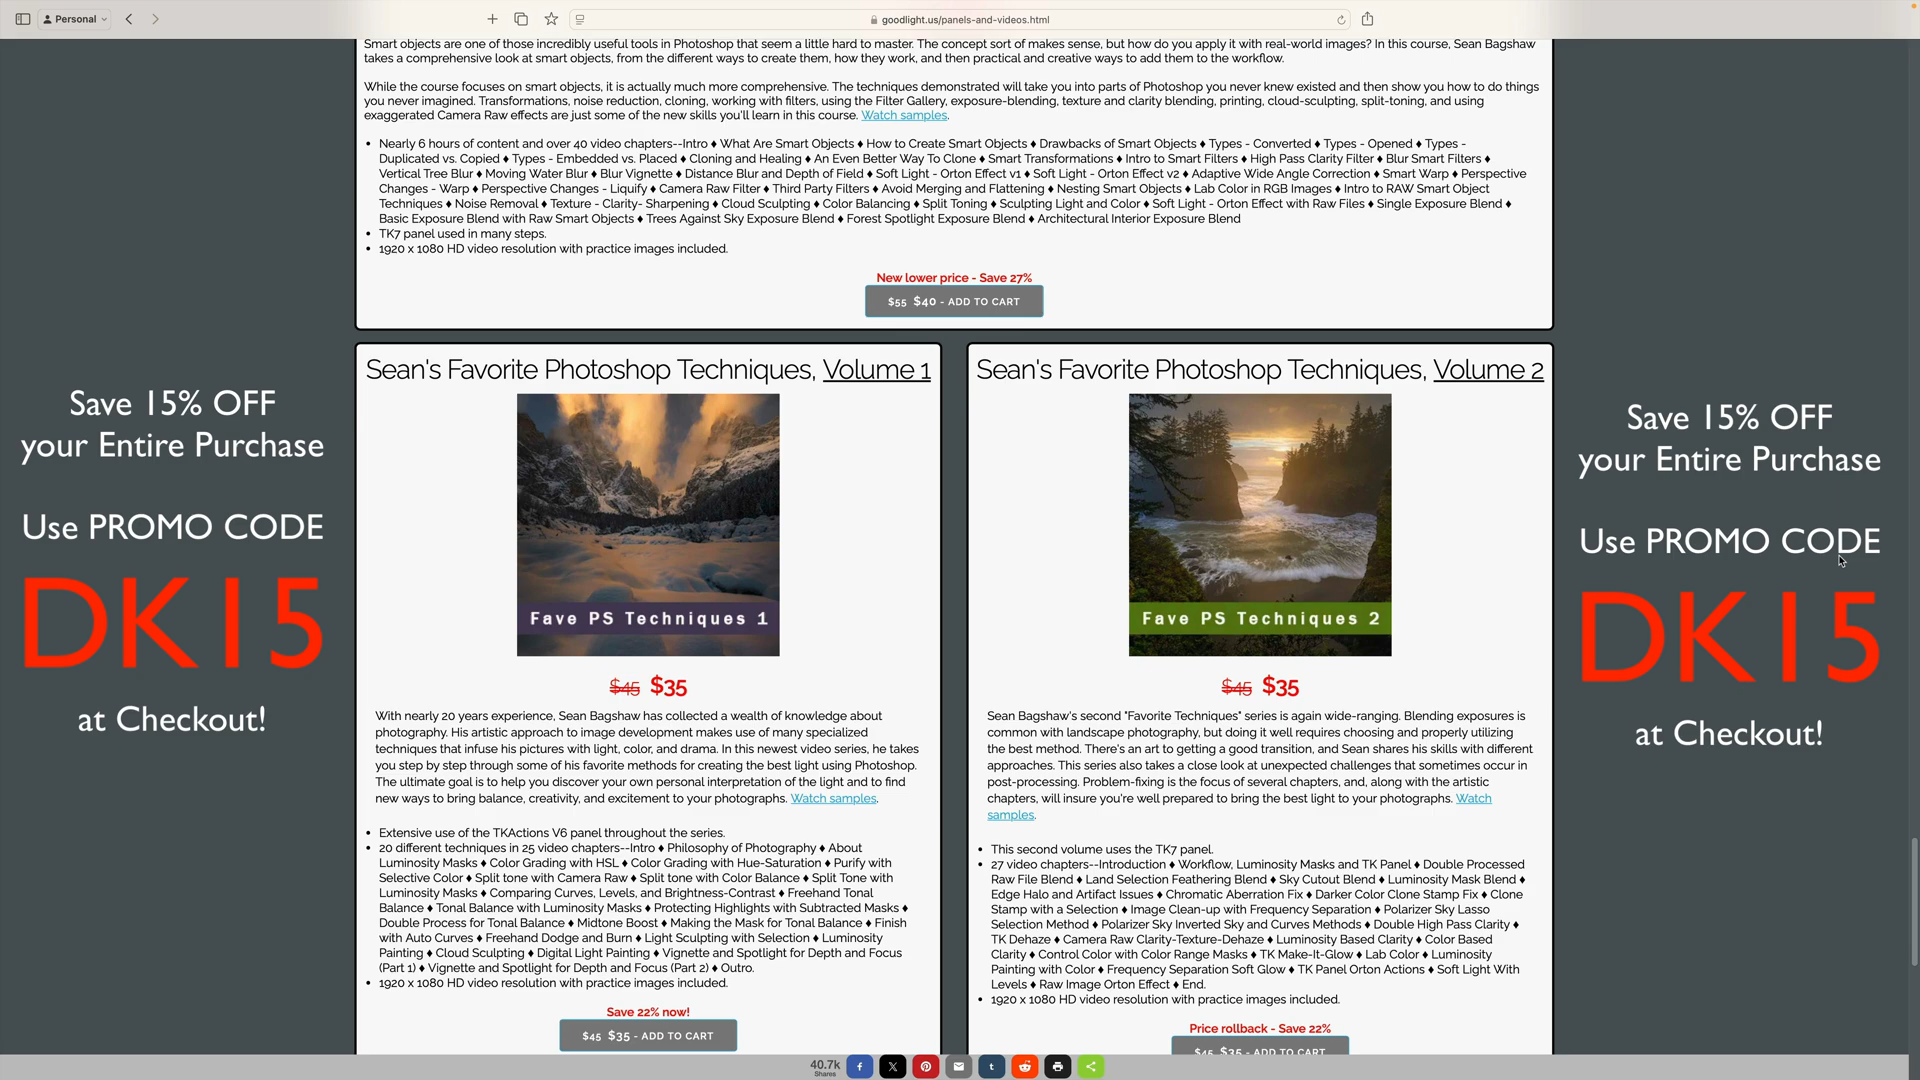 Personal
goodlight.us/panels-and-videos.html
Smart objects are one of those incredibly useful tools in Photoshop that seem a little hard to master. The concept sort of makes sense, but how do you apply it with real-world images? In this course, Sean Bagshaw
takes a comprehensive look at smart objects, from the different ways to create them, how they work, and then practical and creative ways to add them to the workflow.
While the course focuses on smart objects, it is actually much more comprehensive. The techniques demonstrated will take you into parts of Photoshop you never knew existed and then show you how to do things
you never imagined. Transformations, noise reduction, cloning, working with filters, using the Filter Gallery, exposure-blending, texture and clarity blending, printing, cloud-sculpting, split-toning, and using
exaggerated Camera Raw effects are just some of the new skills you'll learn in this course. Watch samples.
• Nearly 6 hours of content and over 40 video chapters--Intro ♦ What Are Smart Objects ♦ How to Create Smart Objects ♦ Drawbacks of Smart Objects ♦ Types - Converted ♦ Types - Opened ♦ Types -
Duplicated vs. Copied ♦ Types - Embedded vs. Placed ♦ Cloning and Healing ♦ An Even Better Way To Clone ♦ Smart Transformations ♦ Intro to Smart Filters ♦ High Pass Clarity Filter ♦ Blur Smart Filters ♦
Vertical Tree Blur ♦ Moving Water Blur ♦ Blur Vignette ♦ Distance Blur and Depth of Field ♦ Soft Light - Orton Effect v1 ♦ Soft Light - Orton Effect v2 ♦ Adaptive Wide Angle Correction ♦ Smart Warp ♦ Perspective
Changes - Warp ♦ Perspective Changes - Liquify ♦ Camera Raw Filter ♦ Third Party Filters ♦ Avoid Merging and Flattening ♦ Nesting Smart Objects ♦ Lab Color in RGB Images ♦ Intro to RAW Smart Object
Techniques ♦ Noise Removal ♦ Texture - Clarity- Sharpening ♦ Cloud Sculpting ♦ Color Balancing ♦ Split Toning ♦ Sculpting Light and Color ♦ Soft Light - Orton Effect with Raw Files ♦ Single Exposure Blend ♦
Basic Exposure Blend with Raw Smart Objects ♦ Trees Against Sky Exposure Blend ♦ Forest Spotlight Exposure Blend ♦ Architectural Interior Exposure Blend
• TK7 panel used in many steps.
• 1920 x 1080 HD video resolution with practice images included.
New lower price - Save 27%
$55 $40 - ADD TO CART
Save 15% OFF
your Entire Purchase
Use PROMO CODE
DK15
at Checkout!
Sean's Favorite Photoshop Techniques, Volume 1
Fave PS Techniques 1
$45 $35
With nearly 20 years experience, Sean Bagshaw has collected a wealth of knowledge about
photography. His artistic approach to image development makes use of many specialized
techniques that infuse his pictures with light, color, and drama. In this newest video series, he takes
you step by step through some of his favorite methods for creating the best light using Photoshop.
The ultimate goal is to help you discover your own personal interpretation of the light and to find
new ways to bring balance, creativity, and excitement to your photographs. Watch samples.
• Extensive use of the TKActions V6 panel throughout the series.
• 20 different techniques in 25 video chapters--Intro ♦ Philosophy of Photography ♦ About
Luminosity Masks ♦ Color Grading with HSL ♦ Color Grading with Hue-Saturation ♦ Purify with
Selective Color ♦ Split tone with Camera Raw ♦ Split tone with Color Balance ♦ Split Tone with
Luminosity Masks ♦ Comparing Curves, Levels, and Brightness-Contrast ♦ Freehand Tonal
Balance ♦ Tonal Balance with Luminosity Masks ♦ Protecting Highlights with Subtracted Masks ♦
Double Process for Tonal Balance ♦ Midtone Boost ♦ Making the Mask for Tonal Balance ♦ Finish
with Auto Curves ♦ Freehand Dodge and Burn ♦ Light Sculpting with Selection ♦ Luminosity
Painting ♦ Cloud Sculpting ♦ Digital Light Painting ♦ Vignette and Spotlight for Depth and Focus
(Part 1) ♦ Vignette and Spotlight for Depth and Focus (Part 2) ♦ Outro.
• 1920 x 1080 HD video resolution with practice images included.
Save 22% now!
$45 $35 - ADD TO CART
Sean's Favorite Photoshop Techniques, Volume 2
Fave PS Techniques 2
$45 $35
Sean Bagshaw's second "Favorite Techniques" series is again wide-ranging. Blending exposures is
common with landscape photography, but doing it well requires choosing and properly utilizing
the best method. There's an art to getting a good transition, and Sean shares his skills with different
approaches. This series also takes a close look at unexpected challenges that sometimes occur in
post-processing. Problem-fixing is the focus of several chapters, and, along with the artistic
chapters, will insure you're well prepared to bring the best light to your photographs. Watch
samples.
• This second volume uses the TK7 panel.
• 27 video chapters--Introduction ♦ Workflow, Luminosity Masks and TK Panel ♦ Double Processed
Raw File Blend ♦ Land Selection Feathering Blend ♦ Sky Cutout Blend ♦ Luminosity Mask Blend ♦
Edge Halo and Artifact Issues ♦ Chromatic Aberration Fix ♦ Darker Color Clone Stamp Fix ♦ Clone
Stamp with a Selection ♦ Image Clean-up with Frequency Separation ♦ Polarizer Sky Lasso
Selection Method ♦ Polarizer Sky Inverted Sky and Curves Methods ♦ Double High Pass Clarity ♦
TK Dehaze ♦ Camera Raw Clarity-Texture-Dehaze ♦ Luminosity Based Clarity ♦ Color Based
Clarity ♦ Control Color with Color Range Masks ♦ TK Make-It-Glow ♦ Lab Color ♦ Luminosity
Painting with Color ♦ Frequency Separation Soft Glow ♦ TK Panel Orton Actions ♦ Soft Light With
Levels ♦ Raw Image Orton Effect ♦ End.
• 1920 x 1080 HD video resolution with practice images included.
Price rollback - Save 22%
$45 $35 - ADD TO CART
Save 15% OFF
your Entire Purchase
Use PROMO CODE
DK15
at Checkout!
40.7k
Shares